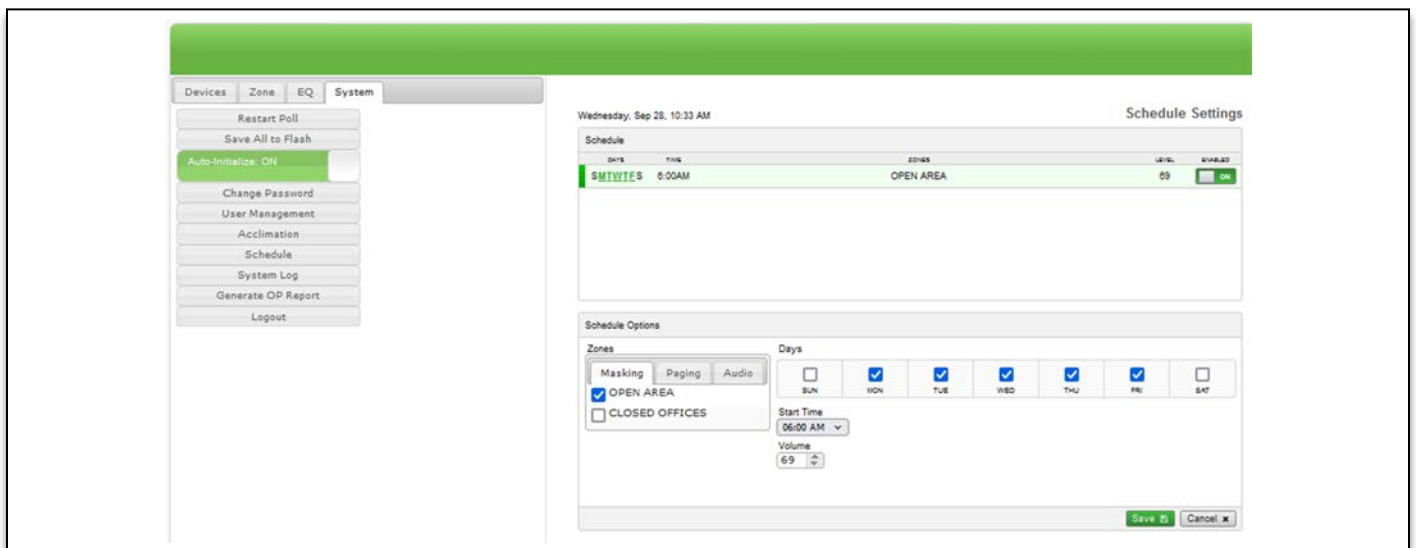 Devices Zone EQ System
Restart Poll
Save All to Flash
Auto-Initialize: ON
Change Password
User Management
Acclimation
Schedule
System Log
Generate OP Report
Logout
Wednesday, Sep 28, 10:33 AM
Schedule Settings
Schedule
DAYS TIME ZONES LEVEL ENABLED
SMTWTFS 6:00AM OPEN AREA 69 ON
Schedule Options
Zones
Masking Paging Audio
OPEN AREA
CLOSED OFFICES
Days
SUN MON TUE WED THU FRI SAT
Start Time
06:00 AM
Volume
69
Save Cancel